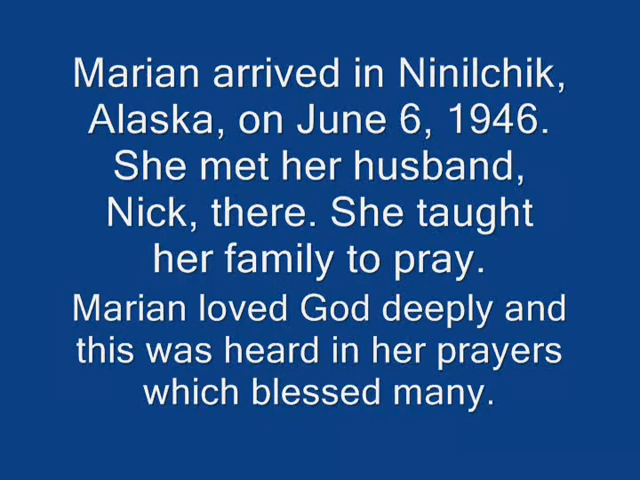 Marian arrived in Ninilchik,
Alaska, on June 6, 1946.
She met her husband,
Nick, there. She taught
her family to pray.
Marian loved God deeply and
this was heard in her prayers
which blessed many.